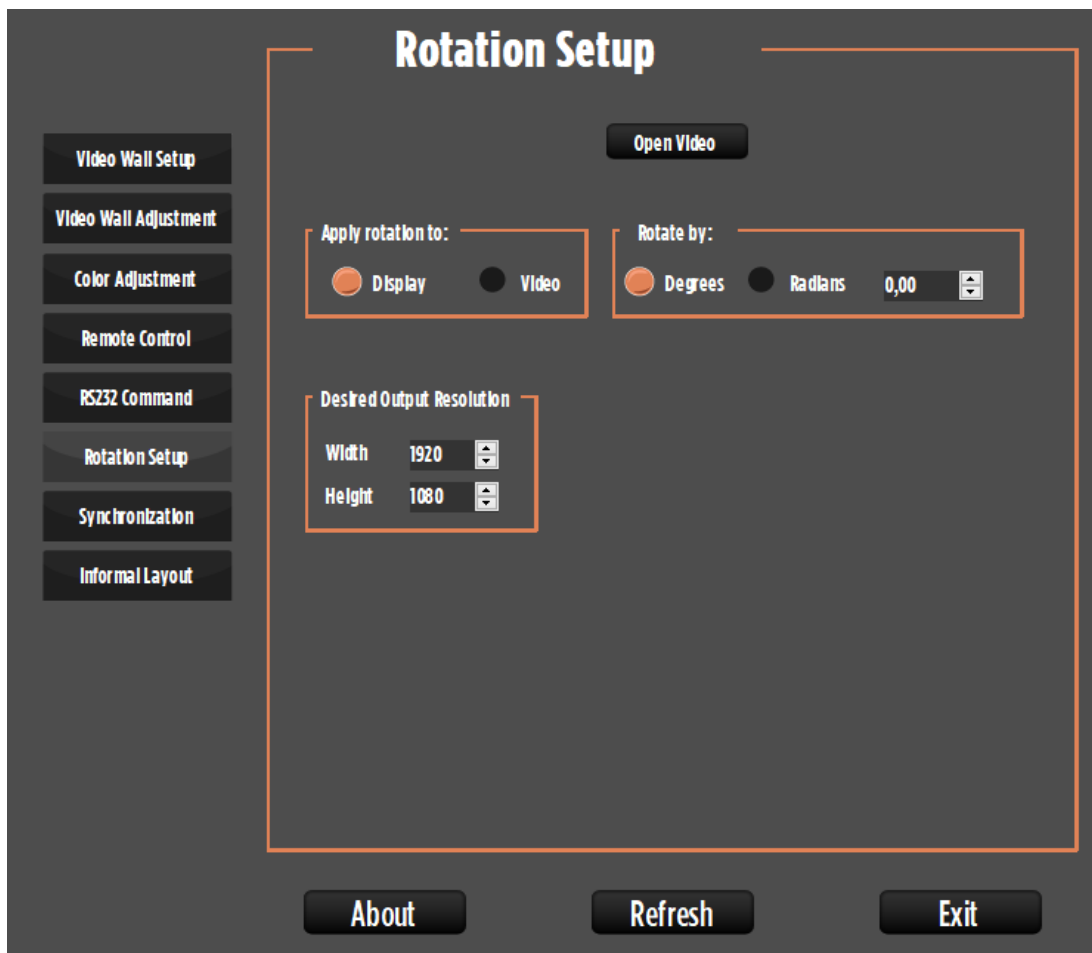 Rotation Setup
Open Video
Video Wall Setup
Video Wall Adjustment
Color Adjustment
Remote Control
RS232 Command
Rotation Setup
Synchronization
Informal Layout
Apply rotation to:
Display Video
Rotate by:
Degrees Radians 0,00
Desired Output Resolution
Width 1920
Height 1080
About Refresh Exit